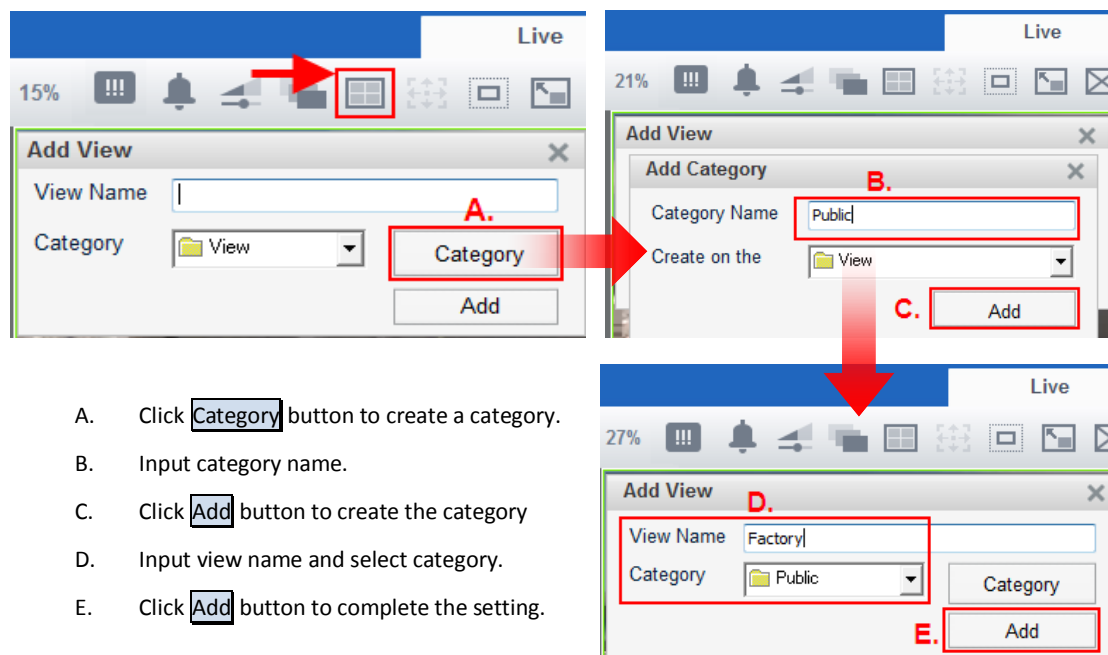 Live
15%
Add View
View Name
A.
Category
View
Category
Add
Live
21%
Add View
Add Category
B.
Category Name
Public
Create on the
View
C.
Add
A. Click Category button to create a category.
B. Input category name.
C. Click Add button to create the category
D. Input view name and select category.
E. Click Add button to complete the setting.
Live
27%
Add View
D.
View Name
Factory
Category
Public
Category
E.
Add